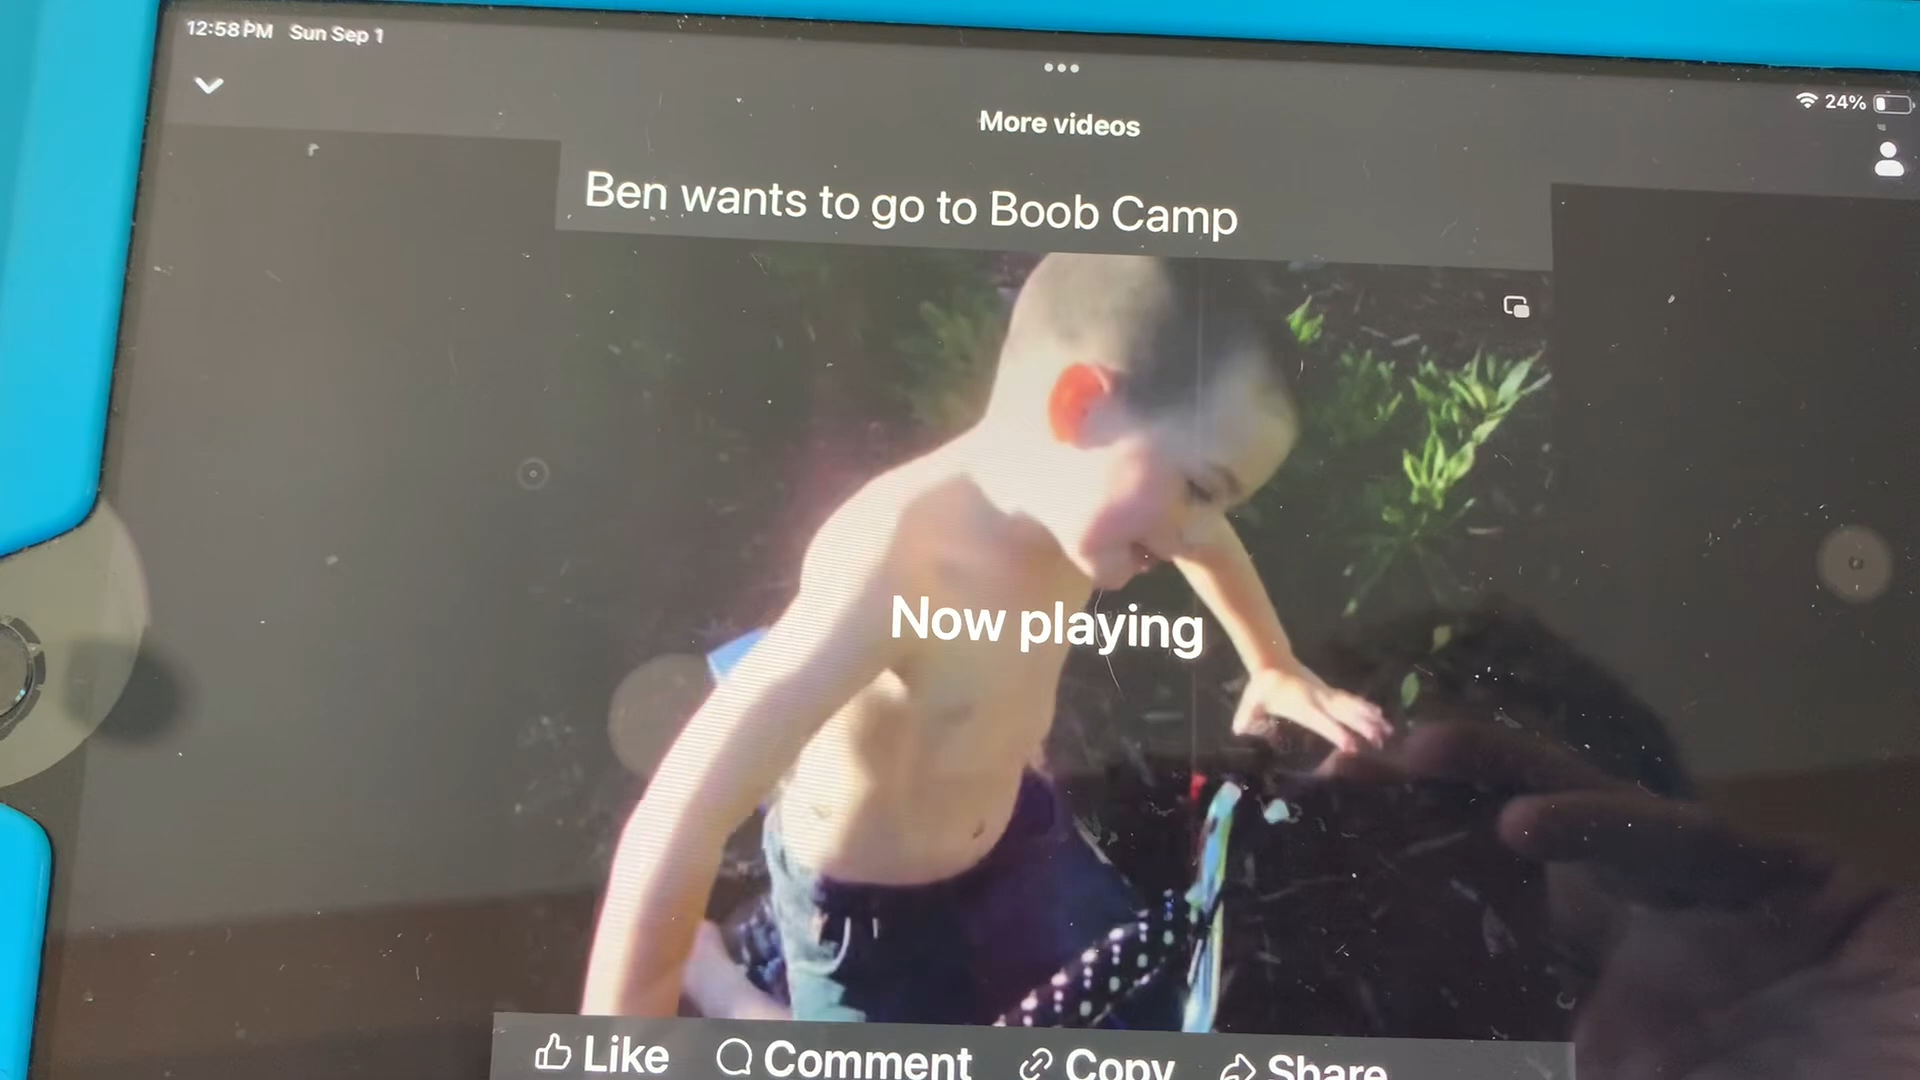 12:58 PM Sun Sep 1
24%
More videos
Ben wants to go to Boob Camp
Now playing
Like Comment Copy Share